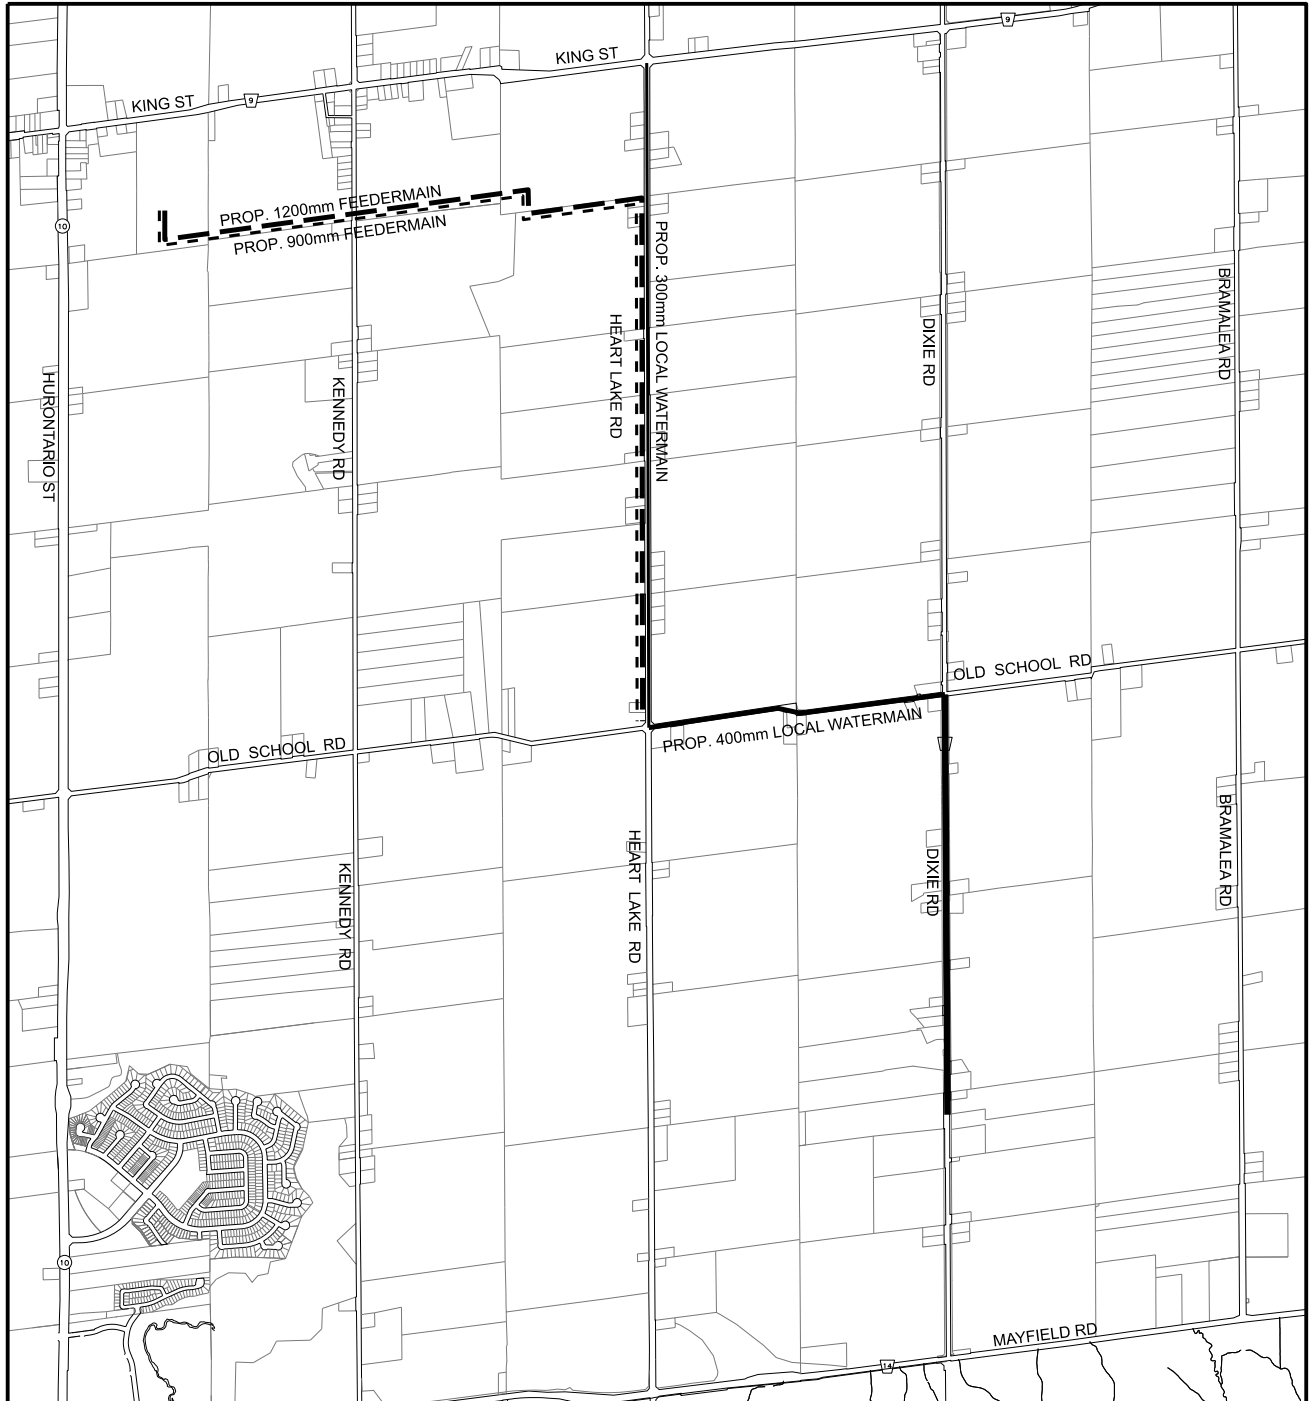 9
KING ST
KING ST
9
PROP. 1200mm FEEDERMAIN
PROP. 900mm FEEDERMAIN
10
PROP. 300mm LOCAL WATERMAIN
HEART LAKE RD
DIXIE RD
BRAMALEA RD
HURONTARIO ST
KENNEDY RD
OLD SCHOOL RD
PROP. 400mm LOCAL WATERMAIN
OLD SCHOOL RD
BRAMALEA RD
HEART LAKE RD
DIXIE RD
KENNEDY RD
10
MAYFIELD RD
14